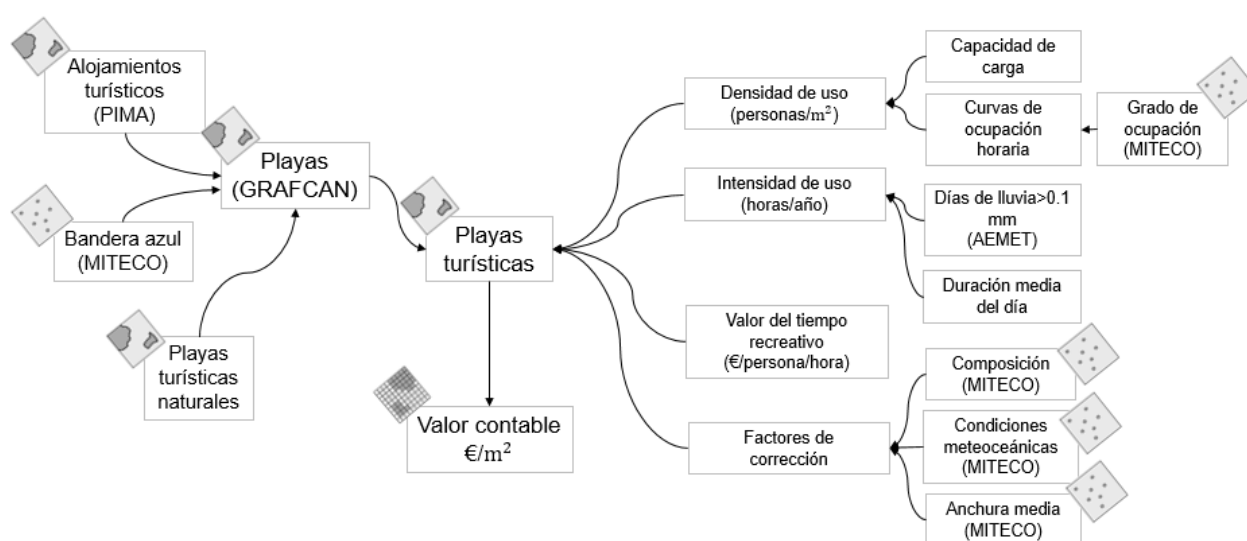 Alojamientos
turísticos
(PIMA)
Bandera azul
(MITECO)
Playas
turísticas
naturales
Playas
(GRAFCAN)
Playas
turísticas
Valor contable
€/m²
Densidad de uso
(personas/m²)
Intensidad de uso
(horas/año)
Valor del tiempo
recreativo
(€/persona/hora)
Factores de
corrección
Capacidad de
carga
Curvas de
ocupación
horaria
Grado de
ocupación
(MITECO)
Días de lluvia>0.1
mm
(AEMET)
Duración media
del día
Composición
(MITECO)
Condiciones
meteoceánicas
(MITECO)
Anchura media
(MITECO)